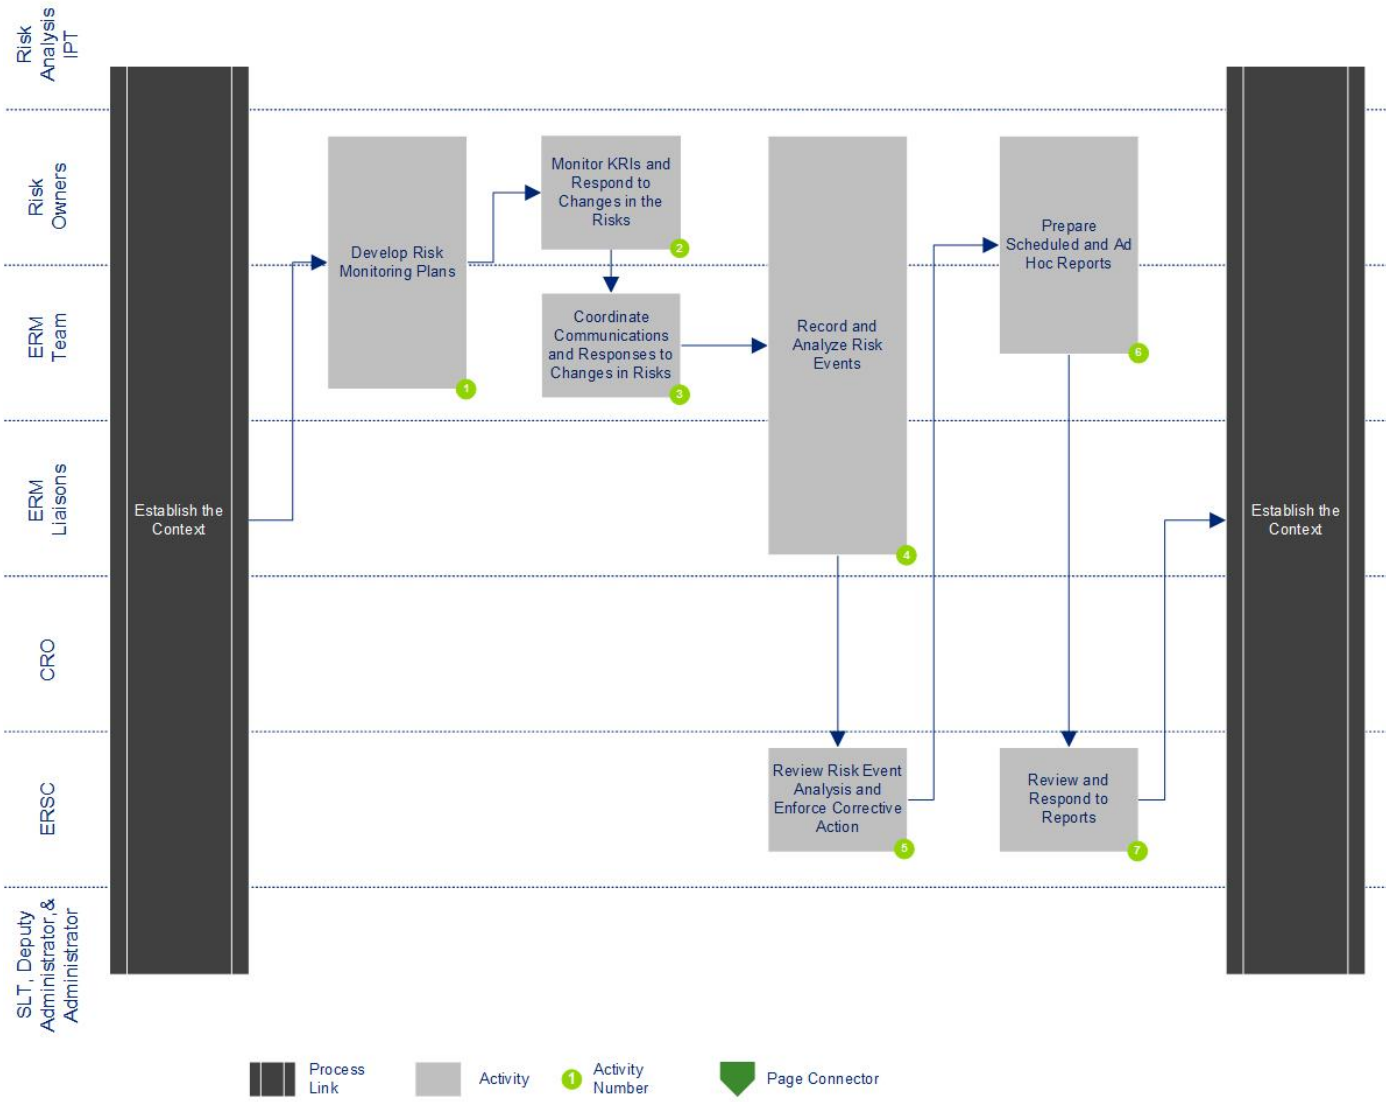 Risk
Analysis
IPT
Risk
Owners
ERM
Team
ERM
Liaisons
CRO
ERSC
SLT, Deputy
Administrator,&
Administrator
Establish the
Context
Develop Risk
Monitoring Plans
1
Monitor KRIs and
Respond to
Changes in the
Risks
2
Coordinate
Communications
and Responses to
Changes in Risks
3
Record and
Analyze Risk
Events
4
Review Risk Event
Analysis and
Enforce Corrective
Action
5
Prepare
Scheduled and Ad
Hoc Reports
6
Review and
Respond to
Reports
7
Establish the
Context
Process
Link
Activity
1
Activity
Number
Page Connector